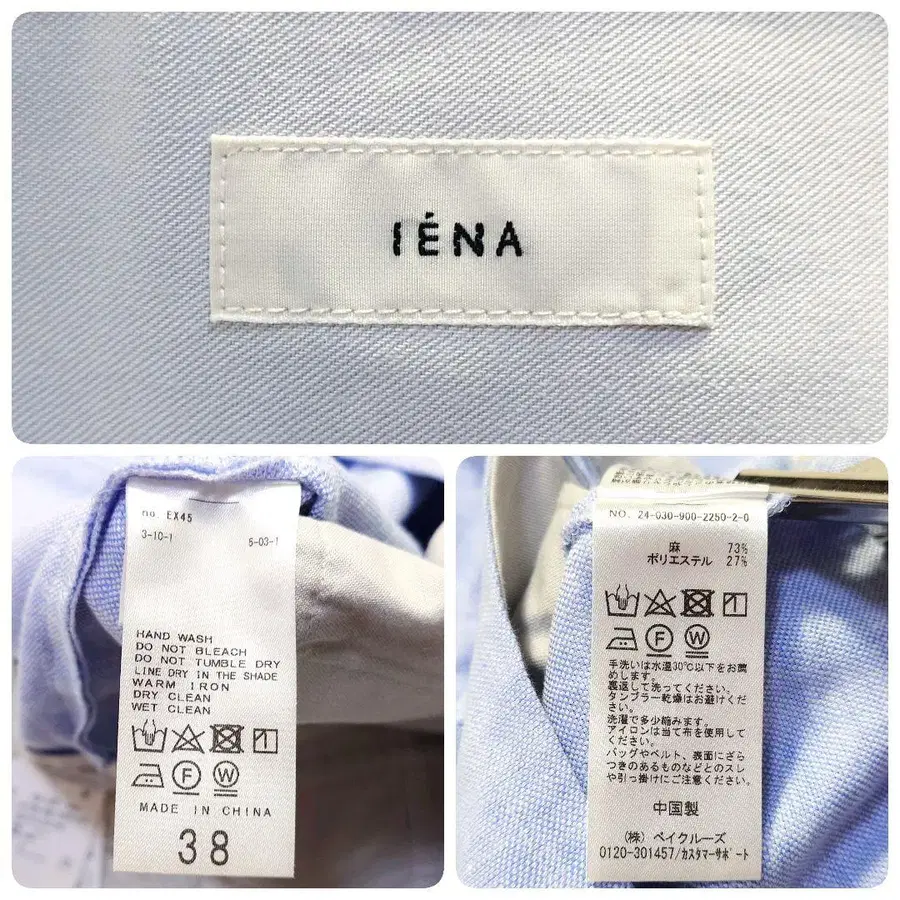 IÉNA
no. EX45
3-10-1 5-03-1
HAND WASH
DO NOT BLEACH
DO NOT TUMBLE DRY
LINE DRY IN THE SHADE
WARM IRON
DRY CLEAN
WET CLEAN
F W
MADE IN CHINA
38
NO. 24-030-900-2250-2-0
麻 73%
ポリエステル 27%
F W
手洗いは水温30℃以下をお薦
めします。
裏返して洗ってください。
タンブラー乾燥はお避けくださ
い。
洗濯で多少縮みます。
アイロンは当て布を使用して
ください。
バッグやベルト、表面にざら
つきのあるものなどとのスレ
や引っ掛けにご注意ください。
中国製
(株) ベイクルーズ
0120-301457/カスタマーサポート